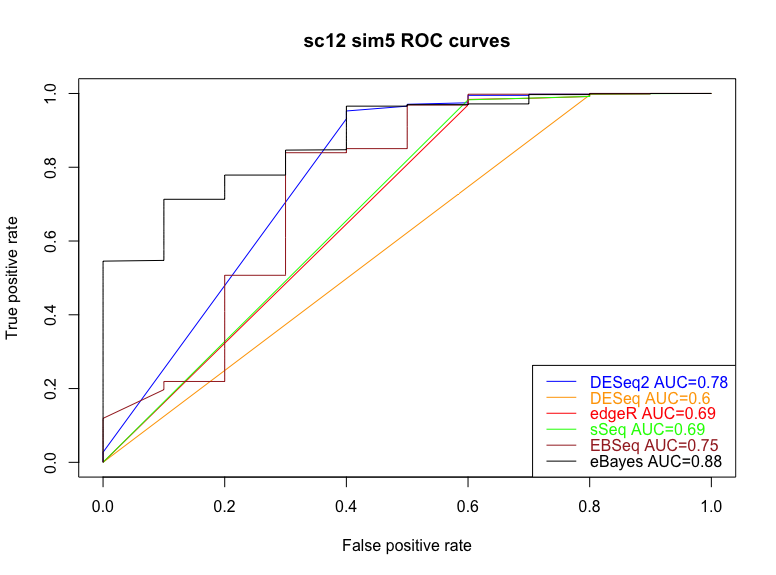 sc12 sim5 ROC curves
True positive rate
1.0
0.8
0.6
0.4
0.2
0.0
DESeq2 AUC=0.78
DESeq AUC=0.6
edgeR AUC=0.69
sSeq AUC=0.69
EBSeq AUC=0.75
eBayes AUC=0.88
0.0 0.2 0.4 0.6 0.8 1.0
False positive rate